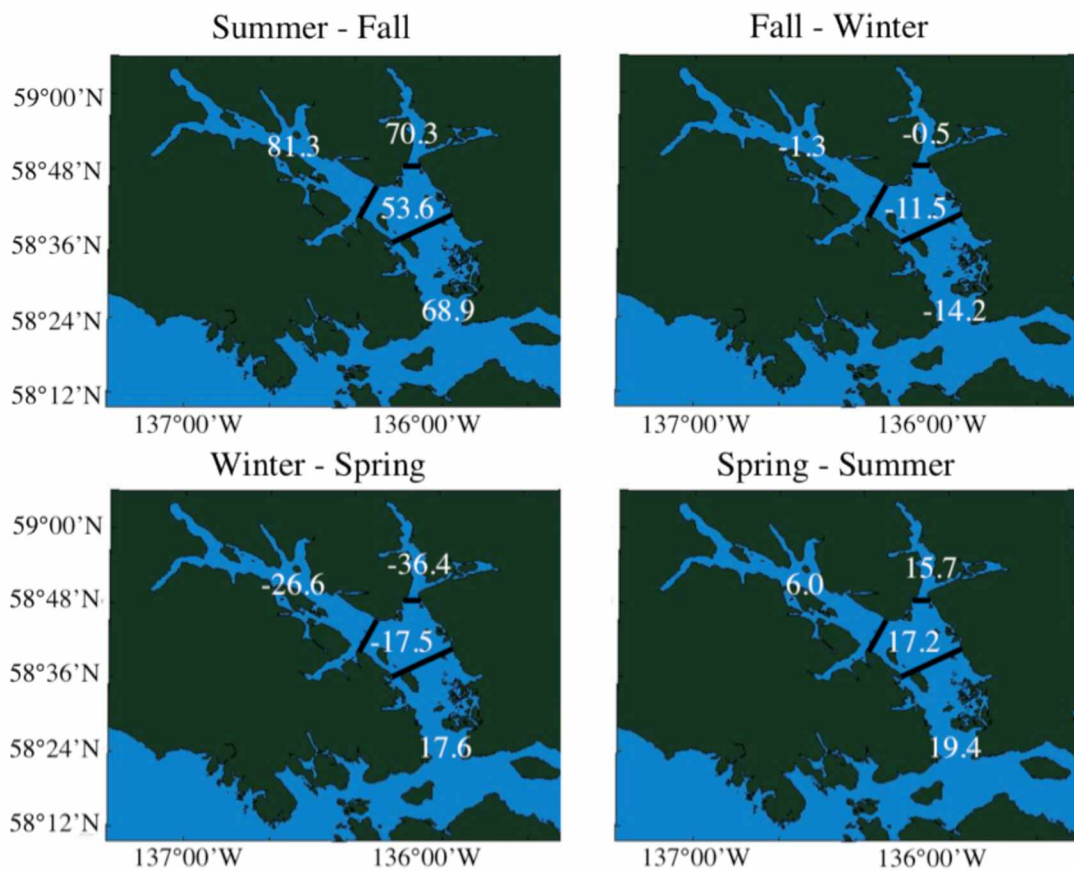 Summer - Fall
Fall - Winter
59°00'N
58°48'N
58°36'N
58°24'N
58°12'N
81.3
70.3
53.6
68.9
-1.3
-0.5
-11.5
-14.2
137°00'W
136°00'W
137°00'W
136°00'W
Winter - Spring
Spring - Summer
59°00'N
58°48'N
58°36'N
58°24'N
58°12'N
-26.6
-36.4
-17.5
17.6
6.0
15.7
17.2
19.4
137°00'W
136°00'W
137°00'W
136°00'W